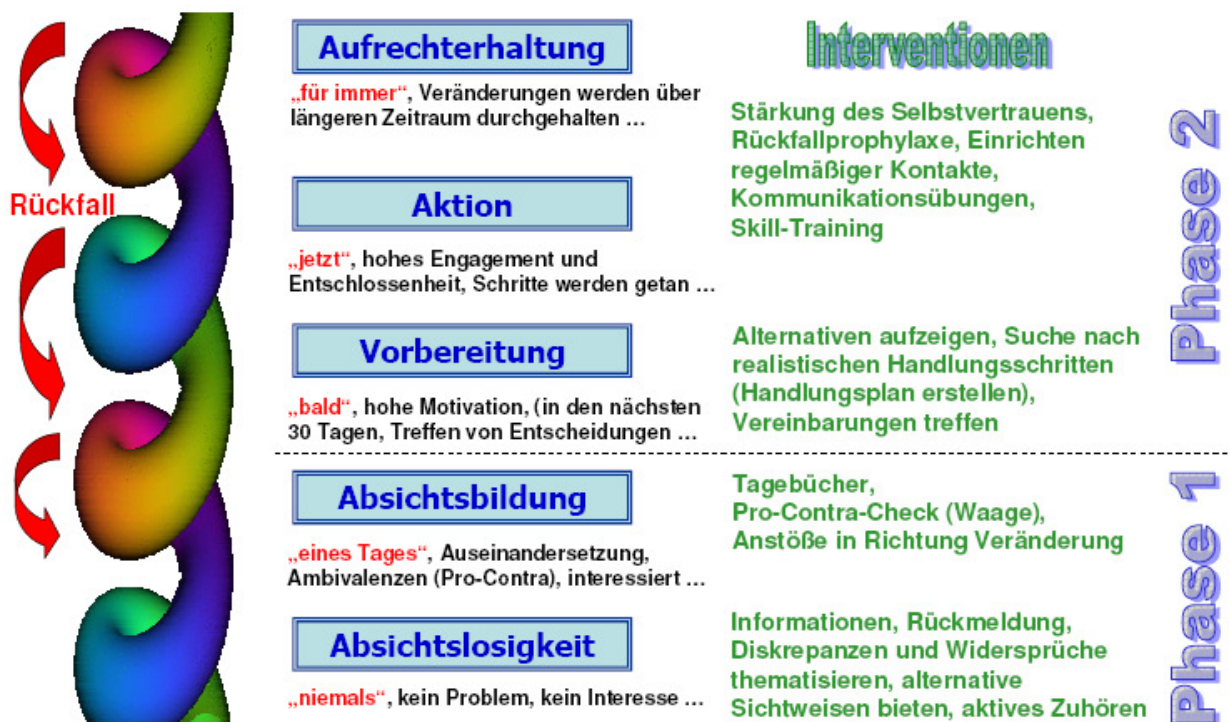 Aufrechterhaltung
„für immer“, Veränderungen werden über
längeren Zeitraum durchgehalten ...
Interventionen
Stärkung des Selbstvertrauens,
Rückfallprophylaxe, Einrichten
regelmäßiger Kontakte,
Kommunikationsübungen,
Skill-Training
Rückfall
Aktion
„jetzt“, hohes Engagement und
Entschlossenheit, Schritte werden getan ...
Phase 2
Vorbereitung
„bald“, hohe Motivation, (in den nächsten
30 Tagen, Treffen von Entscheidungen ...
Alternativen aufzeigen, Suche nach
realistischen Handlungsschritten
(Handlungsplan erstellen),
Vereinbarungen treffen
Absichtsbildung
„eines Tages“, Auseinandersetzung,
Ambivalenzen (Pro-Contra), interessiert ...
Tagebücher,
Pro-Contra-Check (Waage),
Anstöße in Richtung Veränderung
Phase 1
Absichtslosigkeit
„niemals“, kein Problem, kein Interesse ...
Informationen, Rückmeldung,
Diskrepanzen und Widersprüche
thematisieren, alternative
Sichtweisen bieten, aktives Zuhören